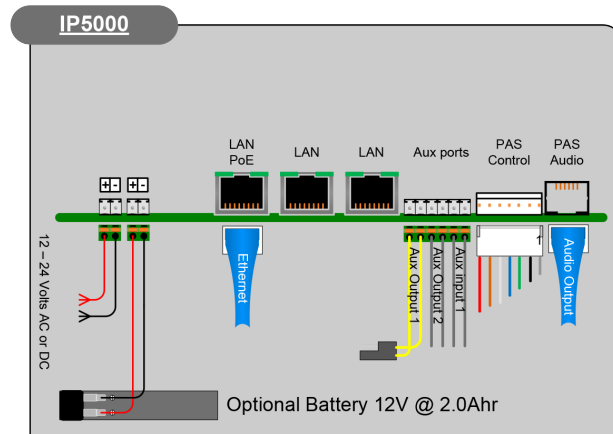 IP5000
LAN
PoE
LAN
LAN
Aux ports
PAS
Control
PAS
Audio
+ - + -
12 – 24 Volts AC or DC
Ethernet
Aux Output 1
Aux Output 2
Aux input 1
1
Audio Output
Optional Battery 12V @ 2.0Ahr